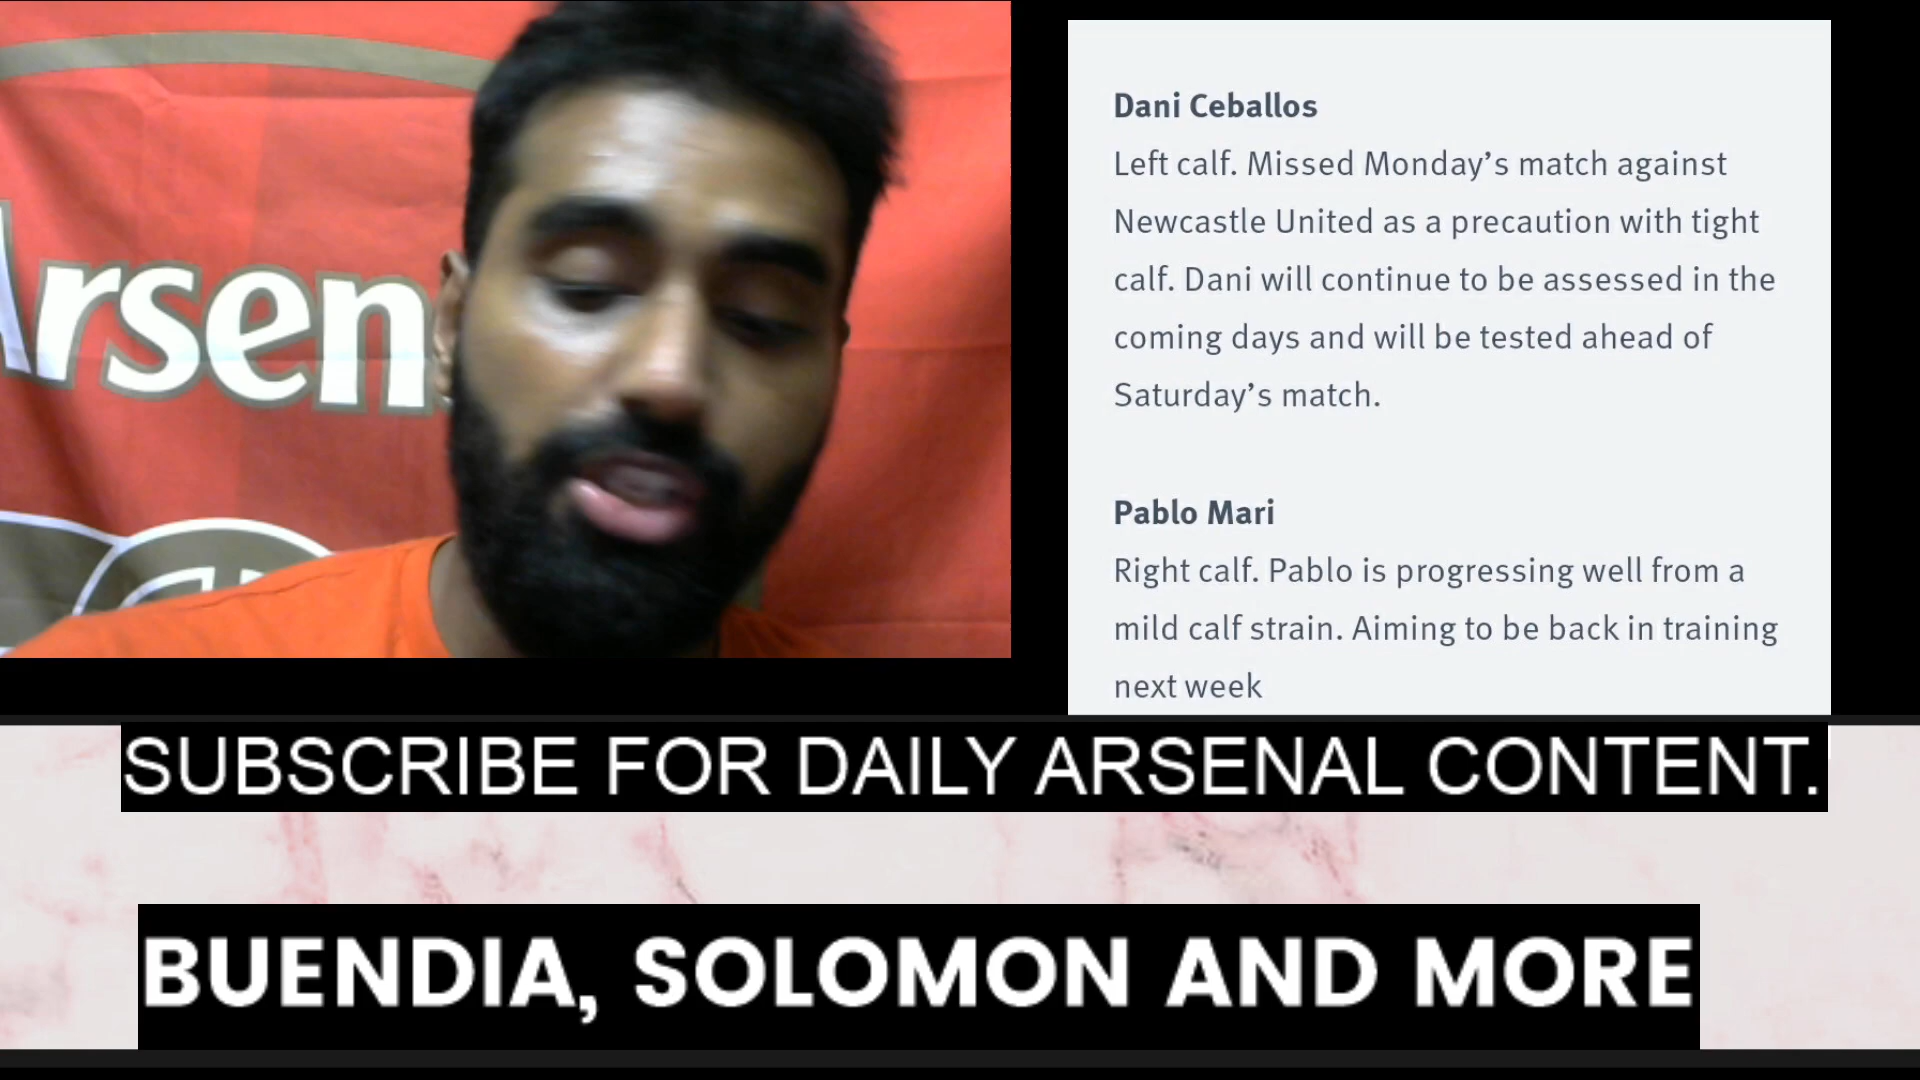 Arsen
Dani Ceballos
Left calf. Missed Monday’s match against
Newcastle United as a precaution with tight
calf. Dani will continue to be assessed in the
coming days and will be tested ahead of
Saturday’s match.
Pablo Mari
Right calf. Pablo is progressing well from a
mild calf strain. Aiming to be back in training
next week
SUBSCRIBE FOR DAILY ARSENAL CONTENT.
BUENDIA, SOLOMON AND MORE